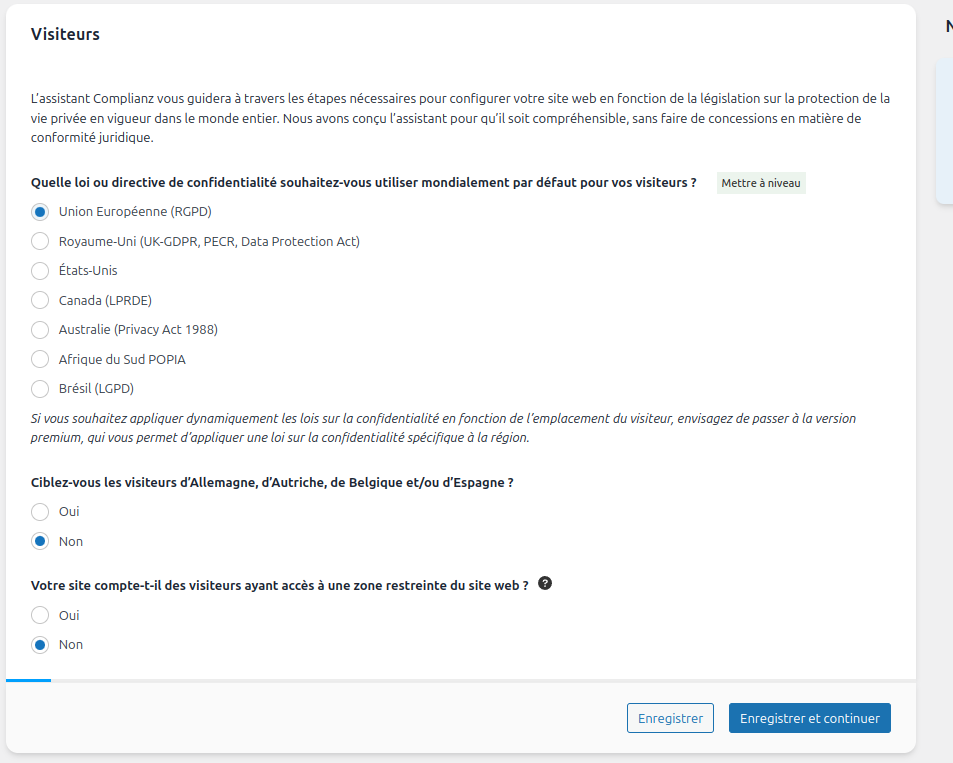 Visiteurs
L'assistant Complianz vous guidera à travers les étapes nécessaires pour configurer votre site web en fonction de la législation sur la protection de la
vie privée en vigueur dans le monde entier. Nous avons conçu l'assistant pour qu'il soit compréhensible, sans faire de concessions en matière de
conformité juridique.
Quelle loi ou directive de confidentialité souhaitez-vous utiliser mondialement par défaut pour vos visiteurs ? Mettre à niveau
Union Européenne (RGPD)
Royaume-Uni (UK-GDPR, PECR, Data Protection Act)
États-Unis
Canada (LPRDE)
Australie (Privacy Act 1988)
Afrique du Sud POPIA
Brésil (LGPD)
Si vous souhaitez appliquer dynamiquement les lois sur la confidentialité en fonction de l'emplacement du visiteur, envisagez de passer à la version
premium, qui vous permet d'appliquer une loi sur la confidentialité spécifique à la région.
Ciblez-vous les visiteurs d'Allemagne, d'Autriche, de Belgique et/ou d'Espagne ?
Oui
Non
Votre site compte-t-il des visiteurs ayant accès à une zone restreinte du site web ? ?
Oui
Non
Enregistrer
Enregistrer et continuer